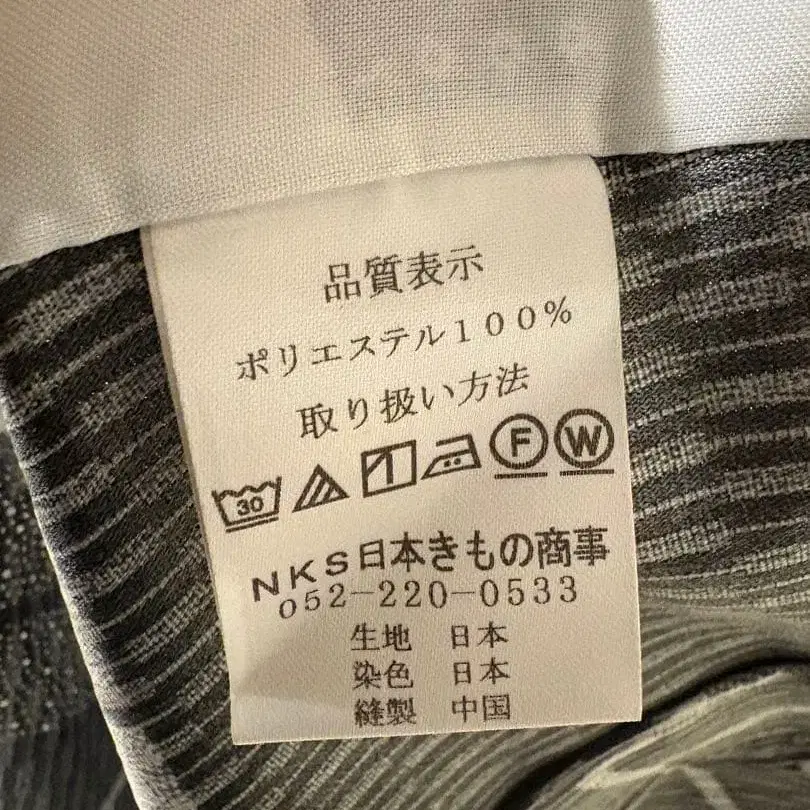 品質表示
ポリエステル１００％
取り扱い方法
30 F W
NKS日本きもの商事
052-220-0533
生地 日本
染色 日本
縫製 中国